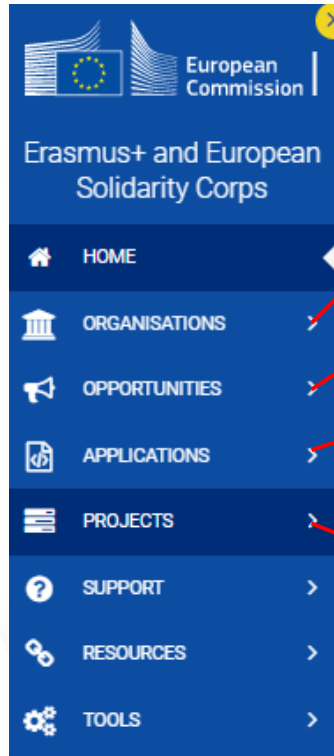 European
Commission
Erasmus+ and European
Solidarity Corps
HOME
ORGANISATIONS
OPPORTUNITIES
APPLICATIONS
PROJECTS
SUPPORT
RESOURCES
TOOLS